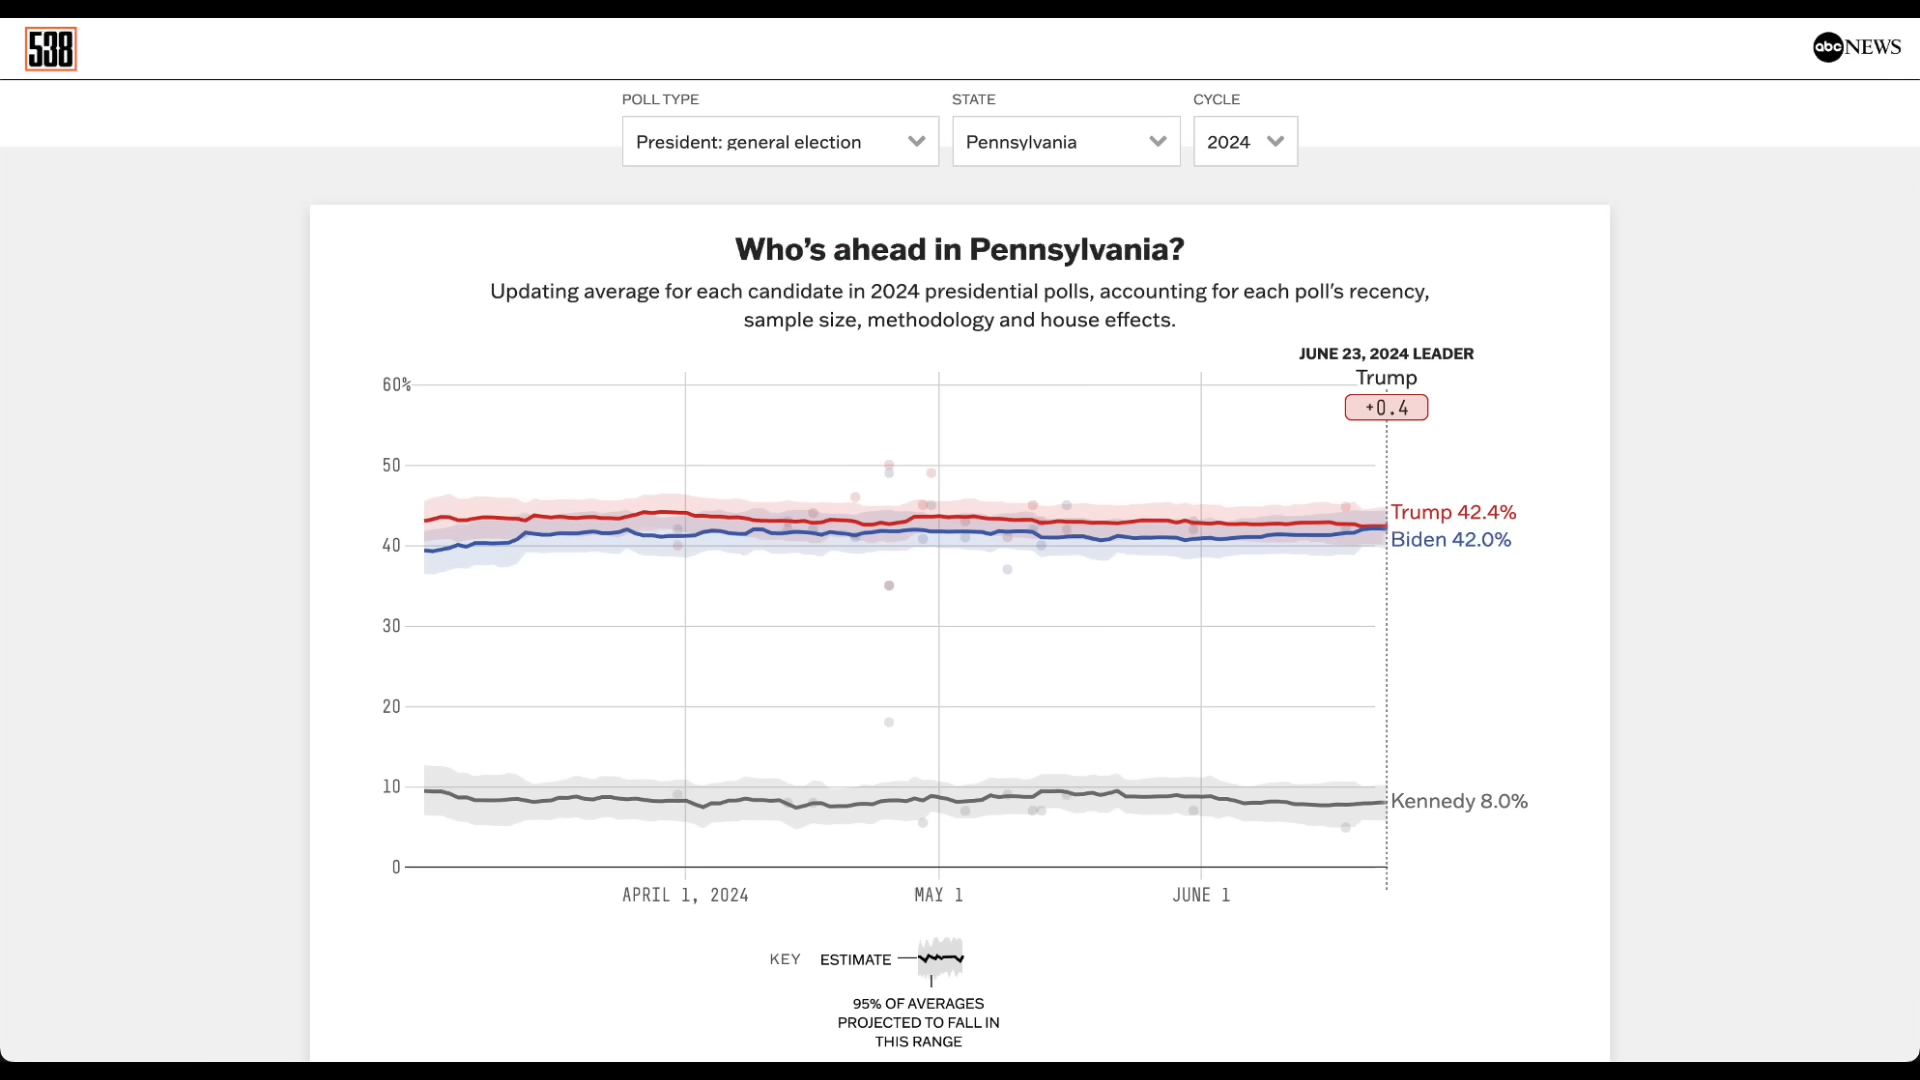 538
abc NEWS
POLL TYPE
STATE
CYCLE
President: general election
Pennsylvania
2024
Who's ahead in Pennsylvania?
Updating average for each candidate in 2024 presidential polls, accounting for each poll's recency,
sample size, methodology and house effects.
JUNE 23, 2024 LEADER
Trump
+0.4
60%
50
40
30
20
10
0
Trump 42.4%
Biden 42.0%
Kennedy 8.0%
APRIL 1, 2024
MAY 1
JUNE 1
KEY
ESTIMATE
95% OF AVERAGES
PROJECTED TO FALL IN
THIS RANGE